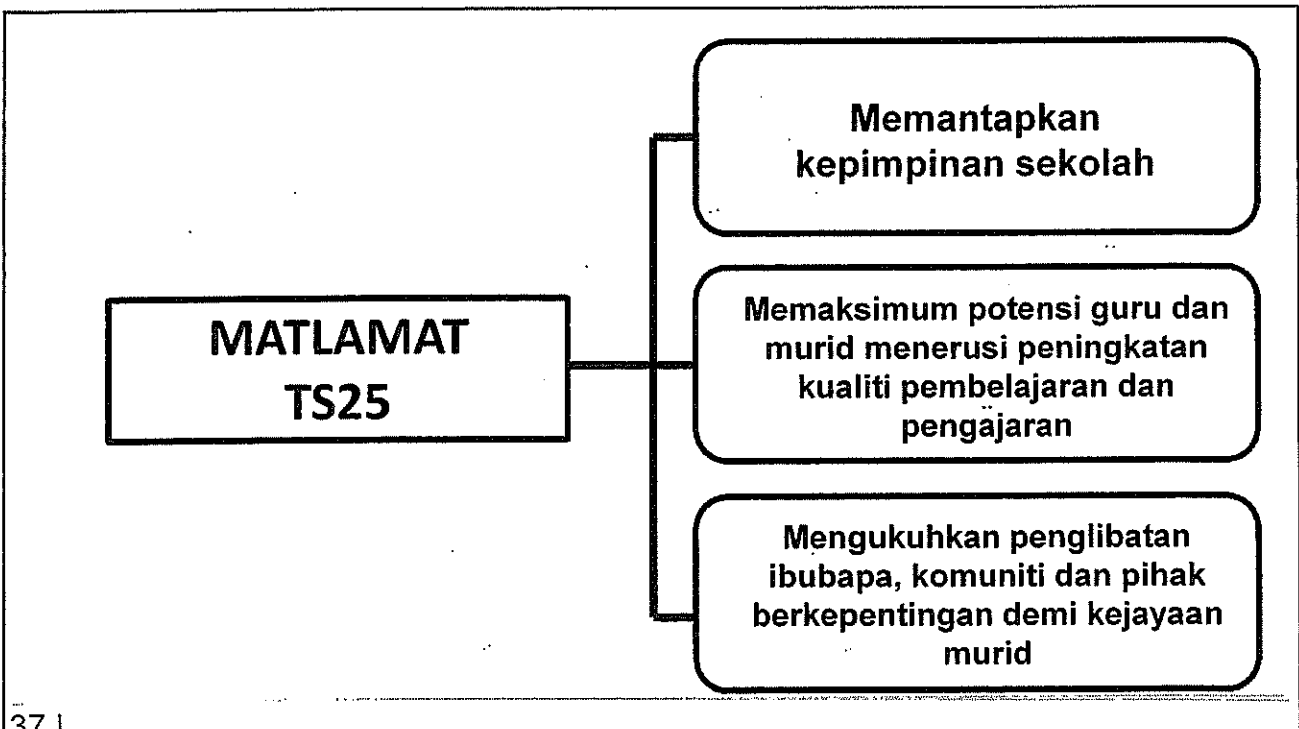 MATLAMAT
TS25
Memantapkan
kepimpinan sekolah
Memaksimum potensi guru dan
murid menerusi peningkatan
kualiti pembelajaran dan
pengajaran
Mengukuhkan penglibatan
ibubapa, komuniti dan pihak
berkepentingan demi kejayaan
murid
37